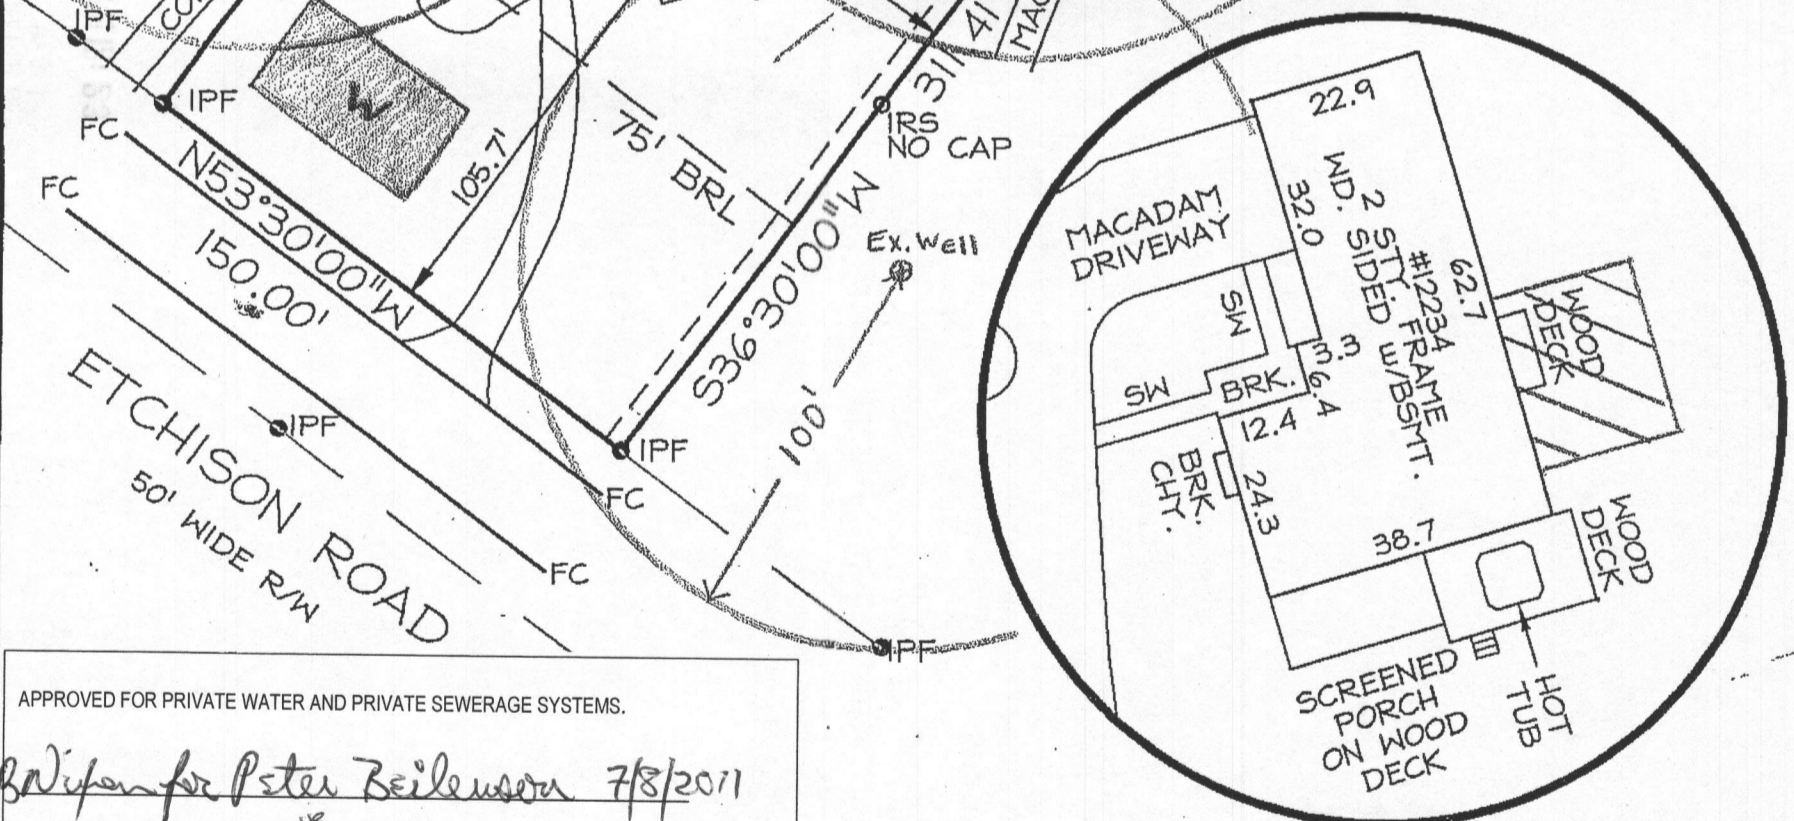 IPF
IPF
FC
FC
W
105.7'
N53°30'00"W
150.00'
75' BRL
IRS
NO CAP
S36°30'00"W
Ex. Well
100'
IPF
IPF
FC
FC
IPF
ETCHISON ROAD
50' WIDE R/W
22.9
32.0
2 STY. FRAME
WD. SIDED W/BSMT.
#12234
62.7
MACADAM
DRIVEWAY
SW
SW
BRK.
3.3
6.4
12.4
24.3
BRK.
CHY.
38.7
WOOD
DECK
WOOD
DECK
SCREENED
PORCH
ON WOOD
DECK
HOT
TUB
APPROVED FOR PRIVATE WATER AND PRIVATE SEWERAGE SYSTEMS.
for Peter Beilenson 7/8/2011